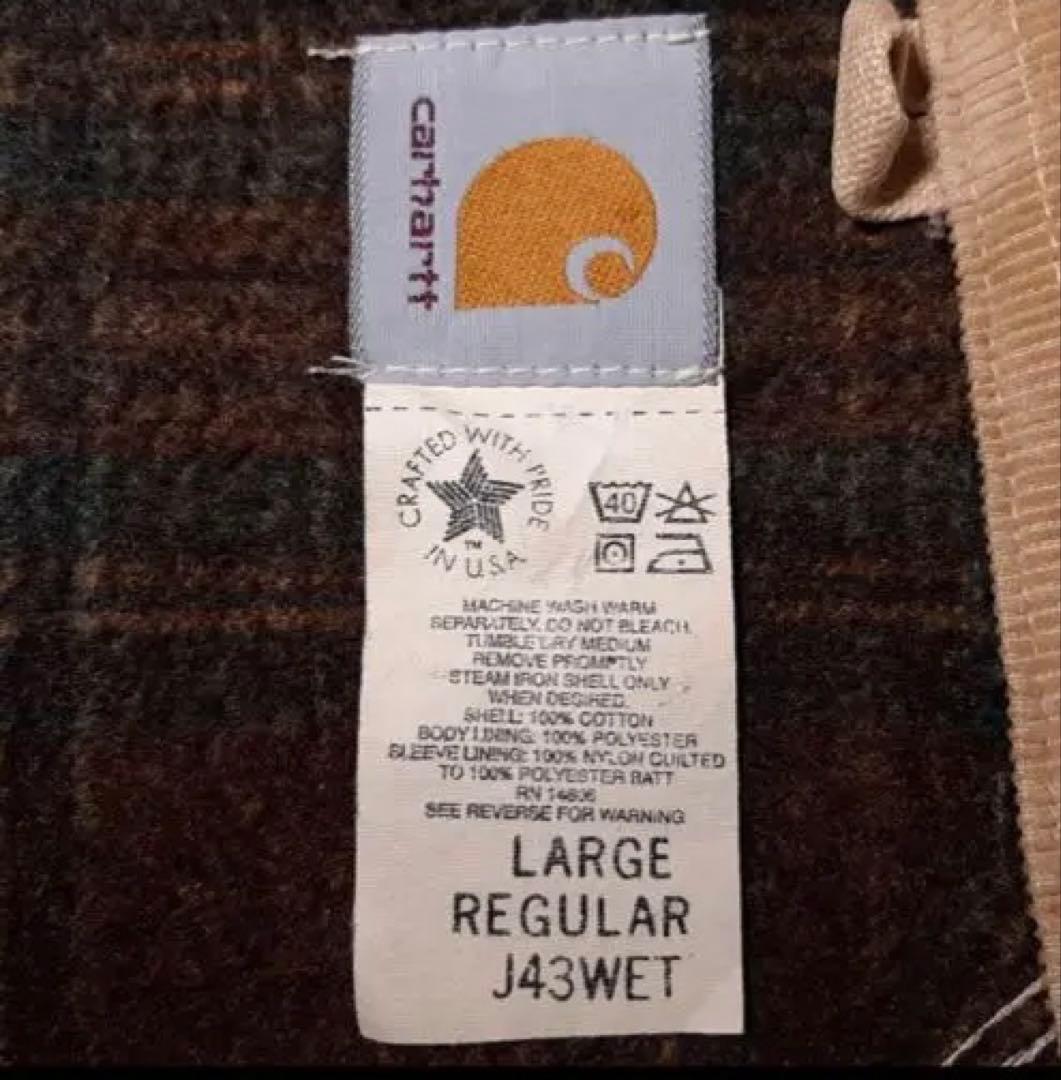 carhartt
CRAFTED WITH PRIDE
IN U.S.A
TM
40
MACHINE WASH WARM
SEPARATELY. DO NOT BLEACH.
TUMBLE DRY MEDIUM
REMOVE PROMPTLY
STEAM IRON SHELL ONLY
WHEN DESIRED.
SHELL: 100% COTTON
BODY LINING: 100% POLYESTER
SLEEVE LINING: 100% NYLON QUILTED
TO 100% POLYESTER BATT
RN 14806
SEE REVERSE FOR WARNING
LARGE
REGULAR
J43WET